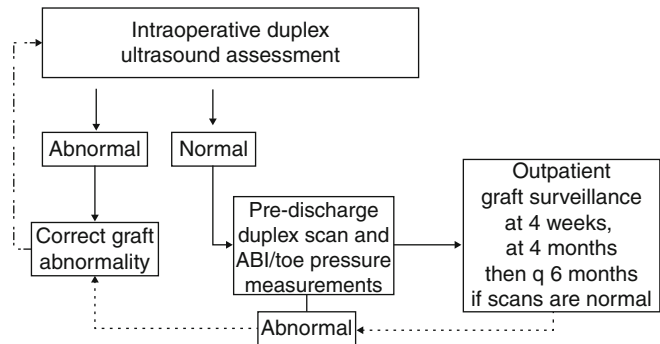 Intraoperative duplex
ultrasound assessment
Abnormal
Normal
Correct graft
abnormality
Pre-discharge
duplex scan and
ABI/toe pressure
measurements
Outpatient
graft surveillance
at 4 weeks,
at 4 months
then q 6 months
if scans are normal
Abnormal